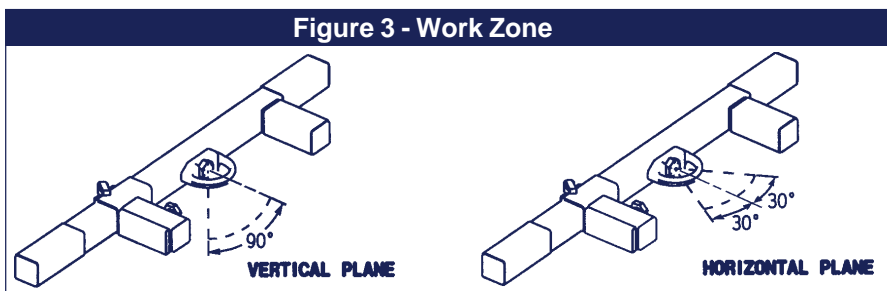 Figure 3 - Work Zone
90°
VERTICAL PLANE
30°
30°
HORIZONTAL PLANE